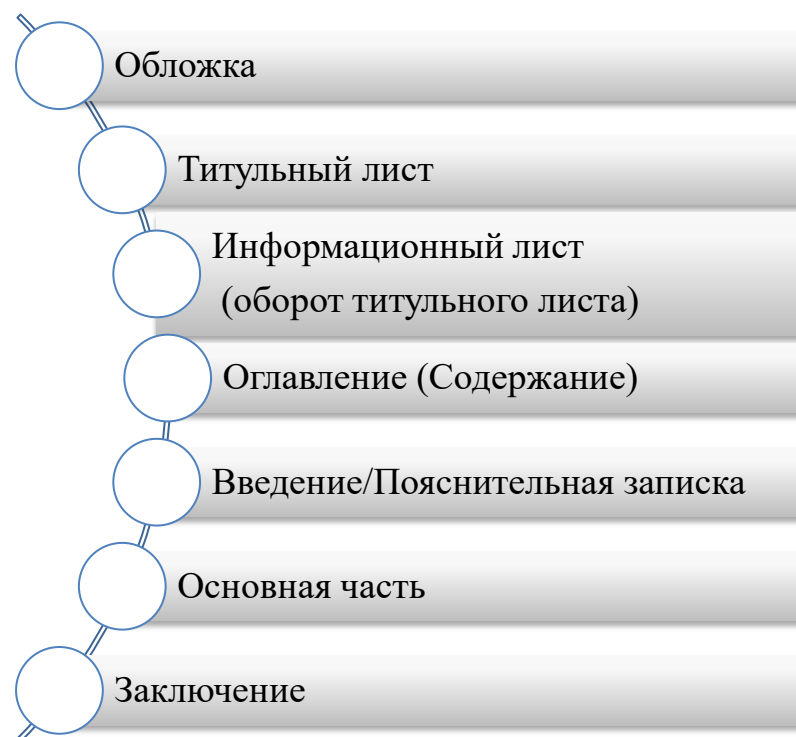 Обложка
Титульный лист
Информационный лист
(оборот титульного листа)
Оглавление (Содержание)
Введение/Пояснительная записка
Основная часть
Заключение